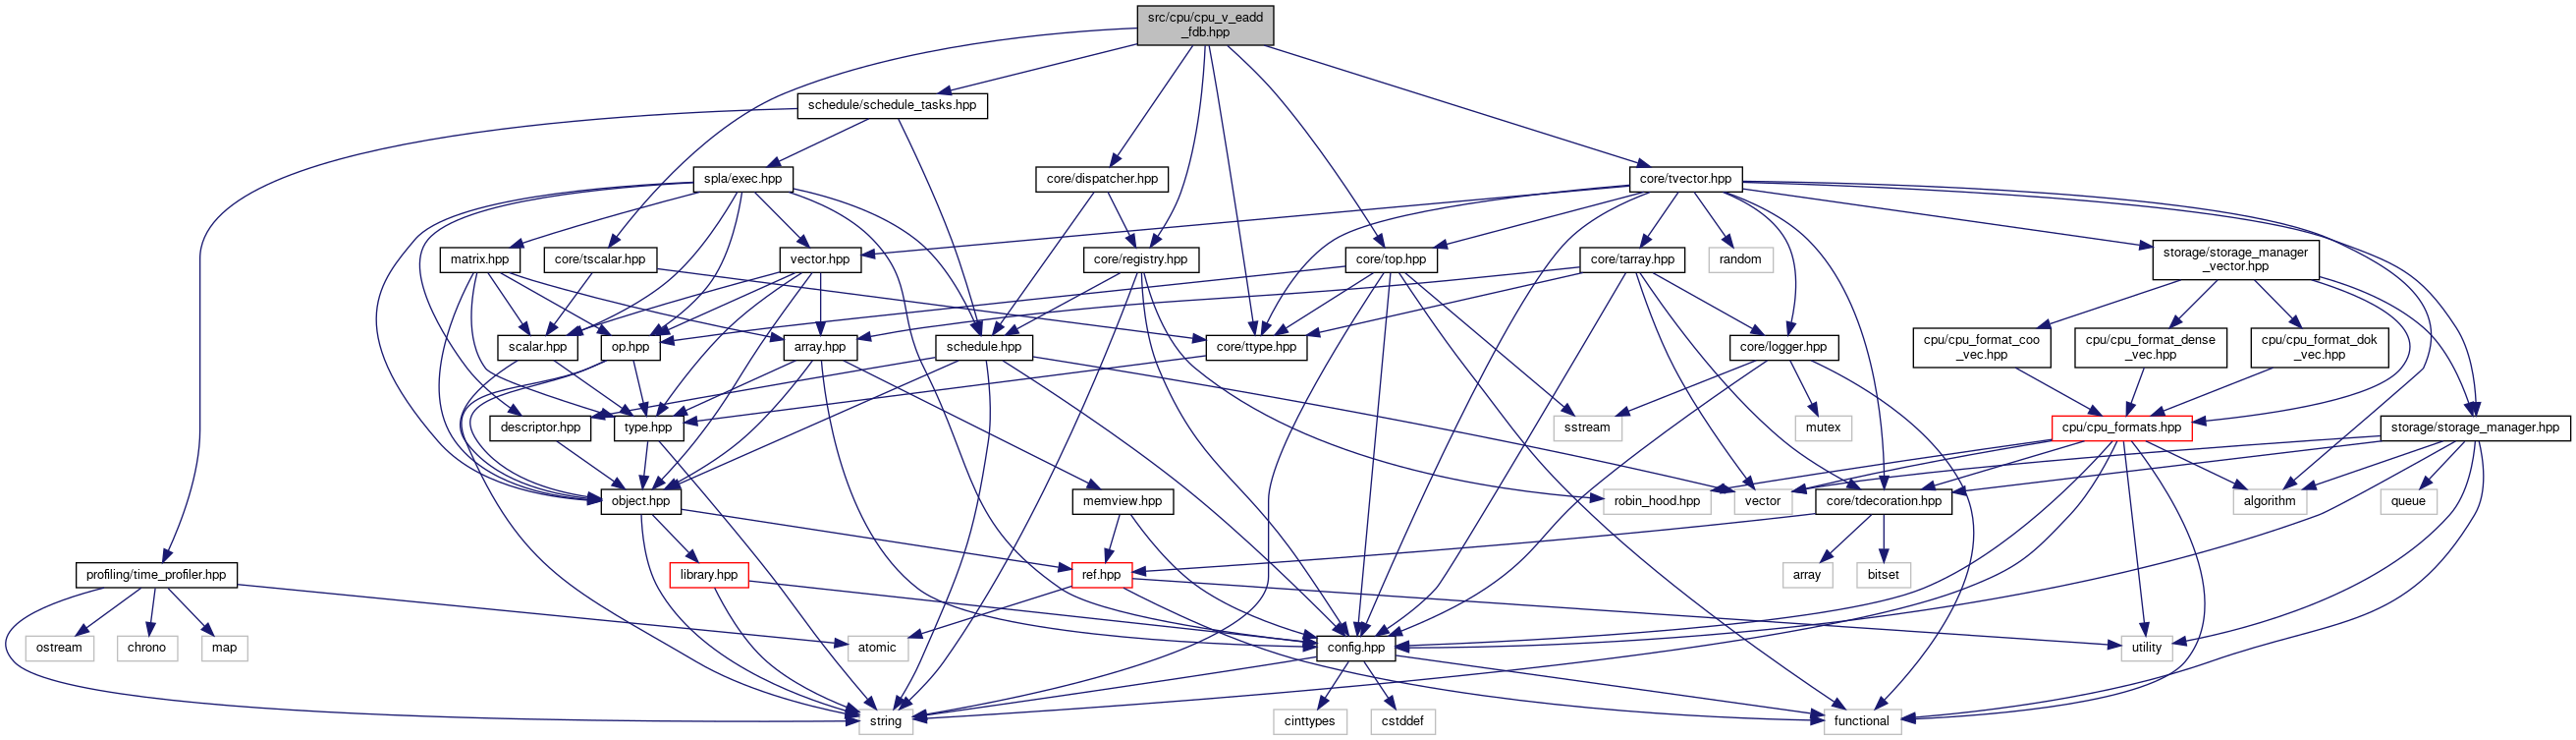 src/cpu/cpu_v_eadd
_fdb.hpp
schedule/schedule_tasks.hpp
spla/exec.hpp
core/dispatcher.hpp
core/tvector.hpp
matrix.hpp
core/tscalar.hpp
vector.hpp
core/registry.hpp
core/top.hpp
core/tarray.hpp
random
storage/storage_manager
_vector.hpp
scalar.hpp
op.hpp
array.hpp
schedule.hpp
core/ttype.hpp
core/logger.hpp
cpu/cpu_format_coo
_vec.hpp
cpu/cpu_format_dense
_vec.hpp
cpu/cpu_format_dok
_vec.hpp
descriptor.hpp
type.hpp
sstream
mutex
cpu/cpu_formats.hpp
storage/storage_manager.hpp
object.hpp
memview.hpp
robin_hood.hpp
vector
core/tdecoration.hpp
algorithm
queue
profiling/time_profiler.hpp
library.hpp
ref.hpp
array
bitset
ostream
chrono
map
atomic
config.hpp
utility
string
cinttypes
cstddef
functional